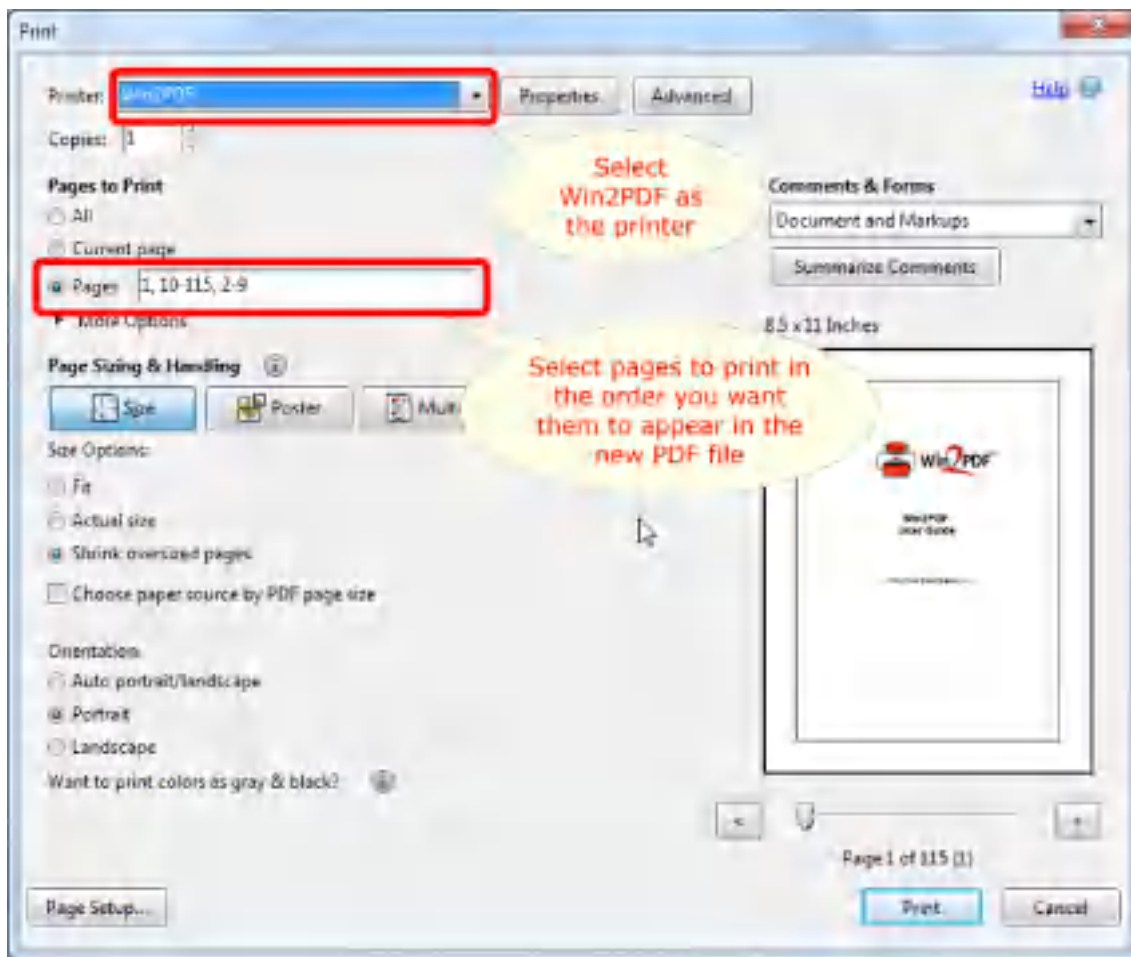 Print
Printer: Win2PDF Properties Advanced Help
Copies: 1
Select
Win2PDF as
the printer
Pages to Print
All
Current page
Pages 1, 10-115, 2-9
More Options
Comments & Forms
Document and Markups
Summarize Comments
8.5 x 11 Inches
Page Sizing & Handling
Size Poster Multi
Select pages to print in
the order you want
them to appear in the
new PDF file
Size Options:
Fit
Actual size
Shrink oversized pages
Choose paper source by PDF page size
Orientation:
Auto portrait/landscape
Portrait
Landscape
Want to print colors as gray & black?
Win2PDF
Win2PDF
User Guide
Page 1 of 115 (1)
Page Setup... Print Cancel